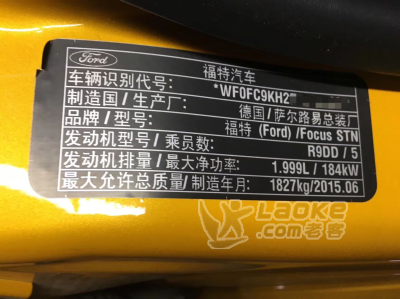 Ford
福特汽车
车辆识别代号: *WF0FC9KH2
制造国/生产厂: 德国/萨尔路易总装厂
品牌/型号: 福特 (Ford) /Focus STN
发动机型号/乘员数: R9DD / 5
发动机排量/最大净功率: 1.999L / 184kW
最大允许总质量/制造年月: 1827kg/2015.06
Laoke
.com老客